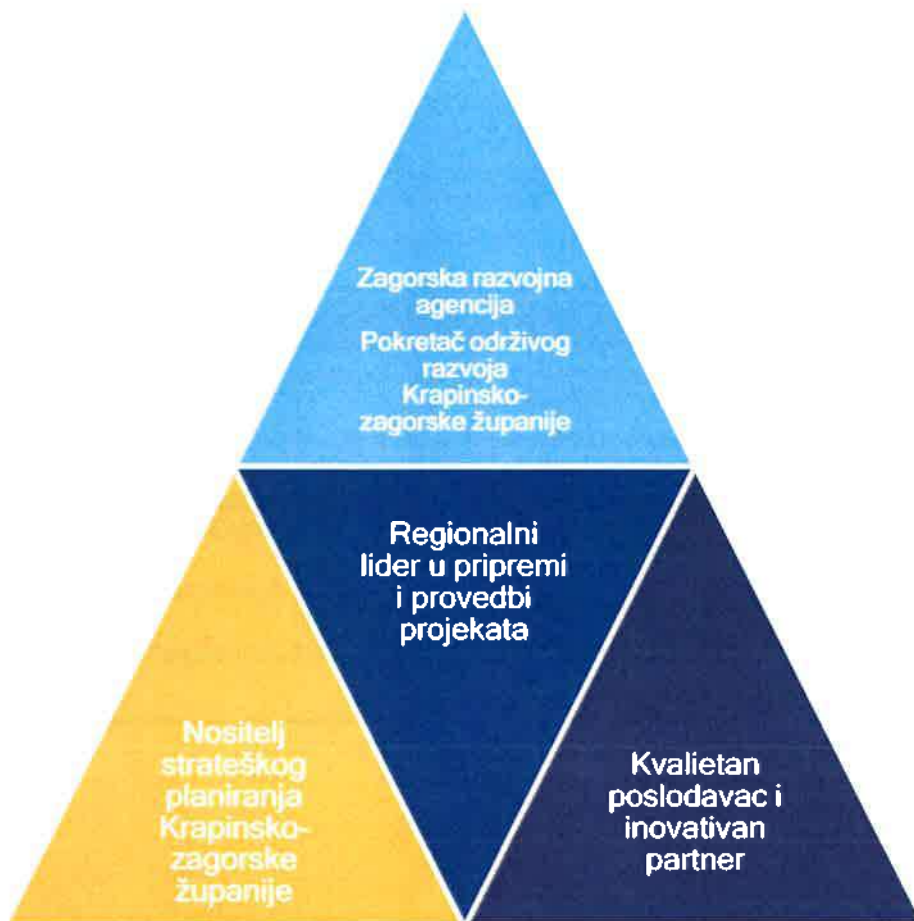 Zagorska razvojna
agencija
Pokretač održivog
razvoja
Krapinsko-
zagorske županije
Regionalni
lider u pripremi
i provedbi
projekata
Nositelj
strateškog
planiranja
Krapinsko-
zagorske
županije
Kvalietan
poslodavac i
inovativan
partner